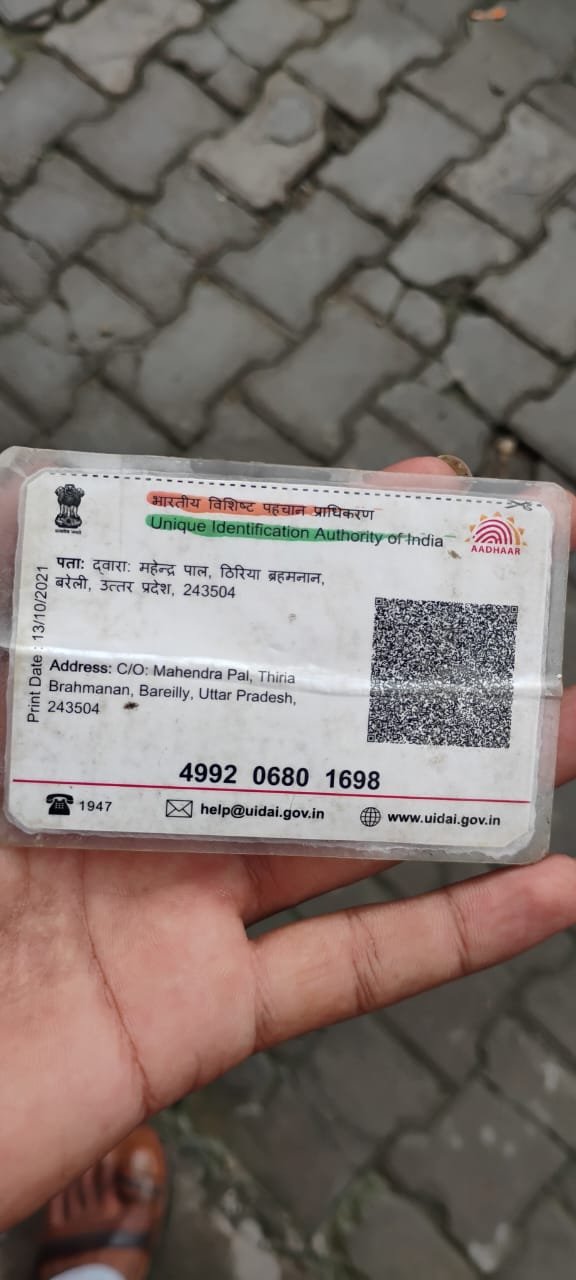 भारतीय विशिष्ट पहचान प्राधिकरण
Unique Identification Authority of India
AADHAAR
पता: द्वारा: महेन्द्र पाल, ठिरिया ब्रहमनान,
बरेली, उत्तर प्रदेश, 243504
Print Date : 13/10/2021
Address: C/O: Mahendra Pal, Thiria
Brahmanan, Bareilly, Uttar Pradesh,
243504
4992 0680 1698
1947
help@uidai.gov.in
www.uidai.gov.in